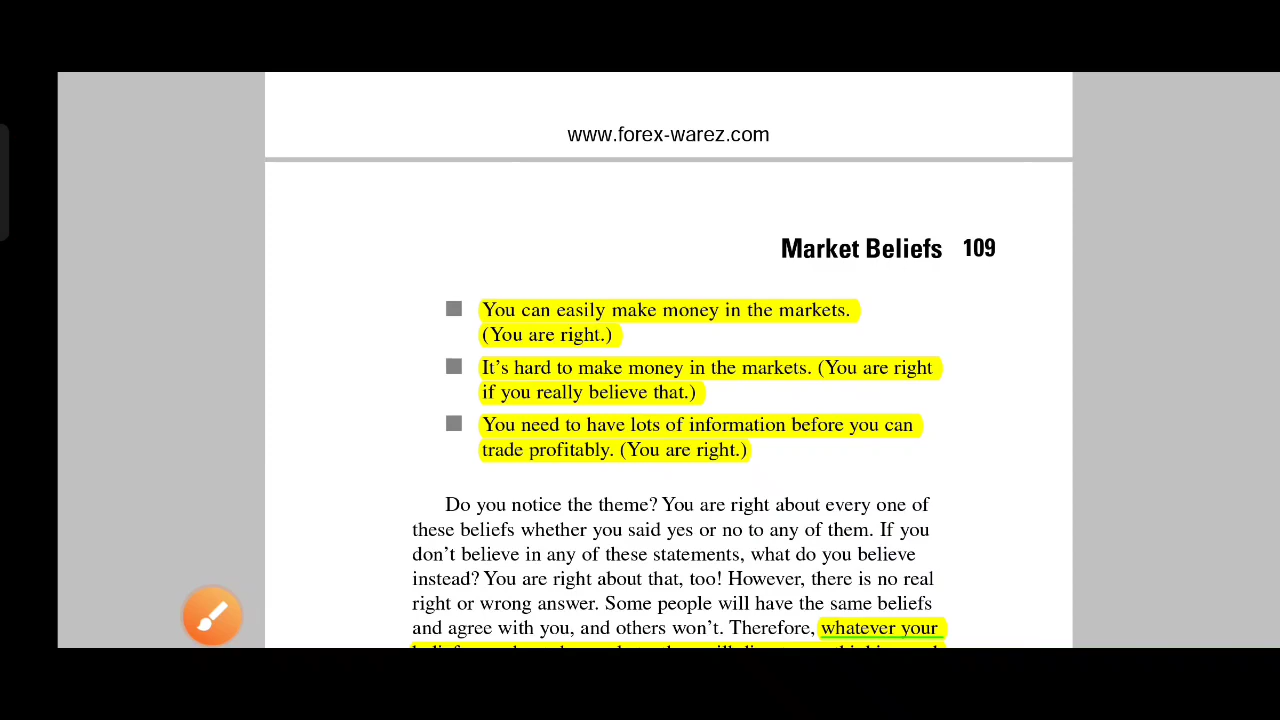 www.forex-warez.com
Market Beliefs 109
You can easily make money in the markets.
(You are right.)
It's hard to make money in the markets. (You are right
if you really believe that.)
You need to have lots of information before you can
trade profitably. (You are right.)
Do you notice the theme? You are right about every one of
these beliefs whether you said yes or no to any of them. If you
don't believe in any of these statements, what do you believe
instead? You are right about that, too! However, there is no real
right or wrong answer. Some people will have the same beliefs
and agree with you, and others won't. Therefore, whatever your